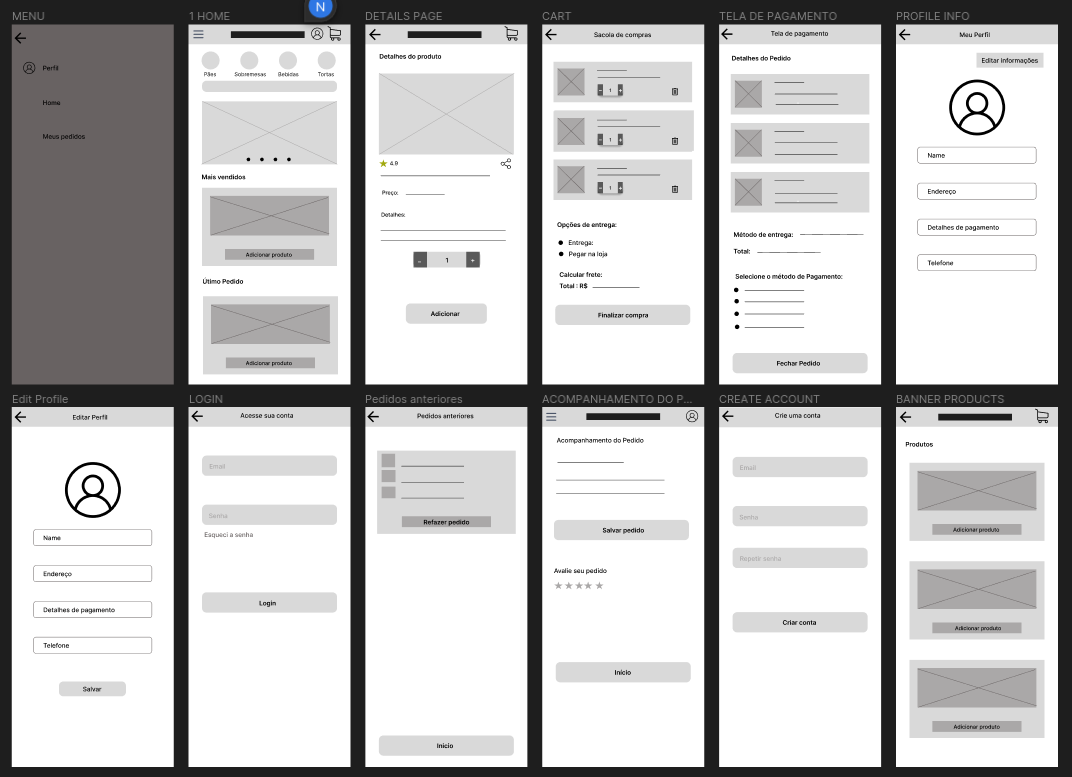 N
MENU
Perfil
Home
Meus pedidos
1 HOME
Pães
Sobremesas
Bebidas
Tortas
Mais vendidos
Adicionar produto
Útimo Pedido
Adicionar produto
DETAILS PAGE
Detalhes do produto
4.9
Preço:
Detalhes:
- 1 +
Adicionar
CART
Sacola de compras
- 1 +
- 1 +
- 1 +
Opções de entrega:
Entrega:
Pegar na loja
Calcular frete:
Total : R$
Finalizar compra
TELA DE PAGAMENTO
Tela de pagamento
Detalhes do Pedido
Método de entrega:
Total:
Selecione o método de Pagamento:
Fechar Pedido
PROFILE INFO
Meu Parfil
Editar informações
Name
Endereço
Detalhes de pagamento
Telefone
Edit Profile
Editar Perfil
Name
Endereço
Detalhes de pagamento
Telefone
Salvar
LOGIN
Acesse sua conta
Email
Senha
Esqueci a senha
Login
Pedidos anteriores
Pedidos anteriores
Refazer pedido
Início
ACOMPANHAMENTO DO P...
Acompanhamento do Pedido
Salvar pedido
Avalie seu pedido
Início
CREATE ACCOUNT
Crie uma conta
Email
Senha
Repetir senha
Criar conta
BANNER PRODUCTS
Produtos
Adicionar produto
Adicionar produto
Adicionar produto